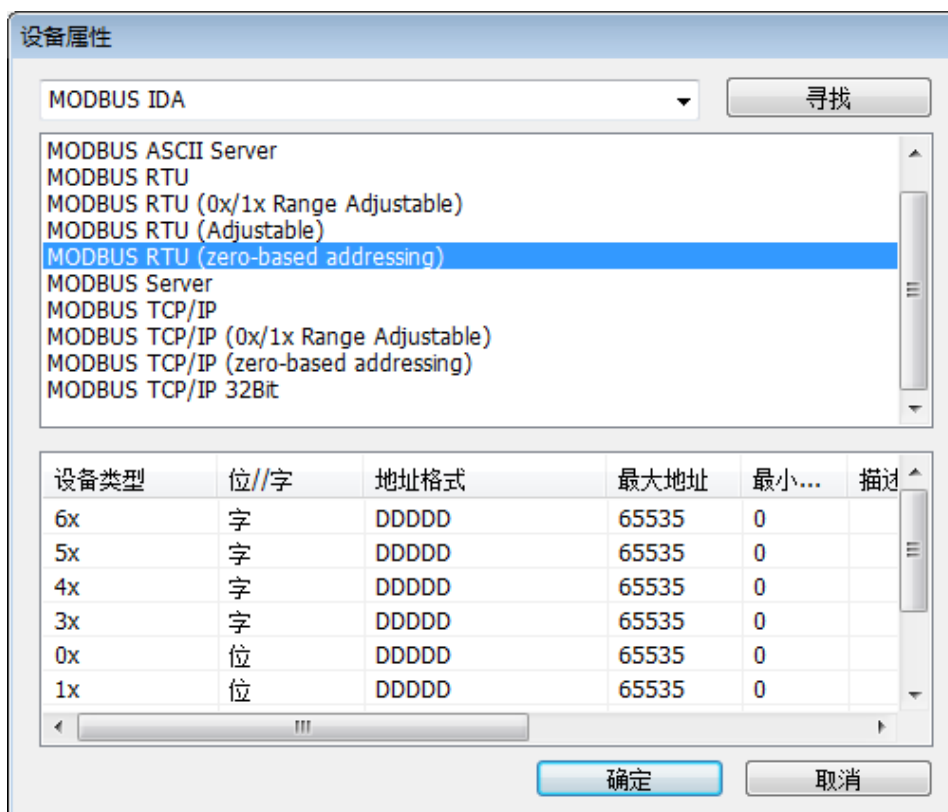 设备属性
MODBUS IDA 寻找
MODBUS ASCII Server
MODBUS RTU
MODBUS RTU (0x/1x Range Adjustable)
MODBUS RTU (Adjustable)
MODBUS RTU (zero-based addressing)
MODBUS Server
MODBUS TCP/IP
MODBUS TCP/IP (0x/1x Range Adjustable)
MODBUS TCP/IP (zero-based addressing)
MODBUS TCP/IP 32Bit
设备类型 位//字 地址格式 最大地址 最小... 描述
6x 字 DDDDD 65535 0
5x 字 DDDDD 65535 0
4x 字 DDDDD 65535 0
3x 字 DDDDD 65535 0
0x 位 DDDDD 65535 0
1x 位 DDDDD 65535 0
确定 取消